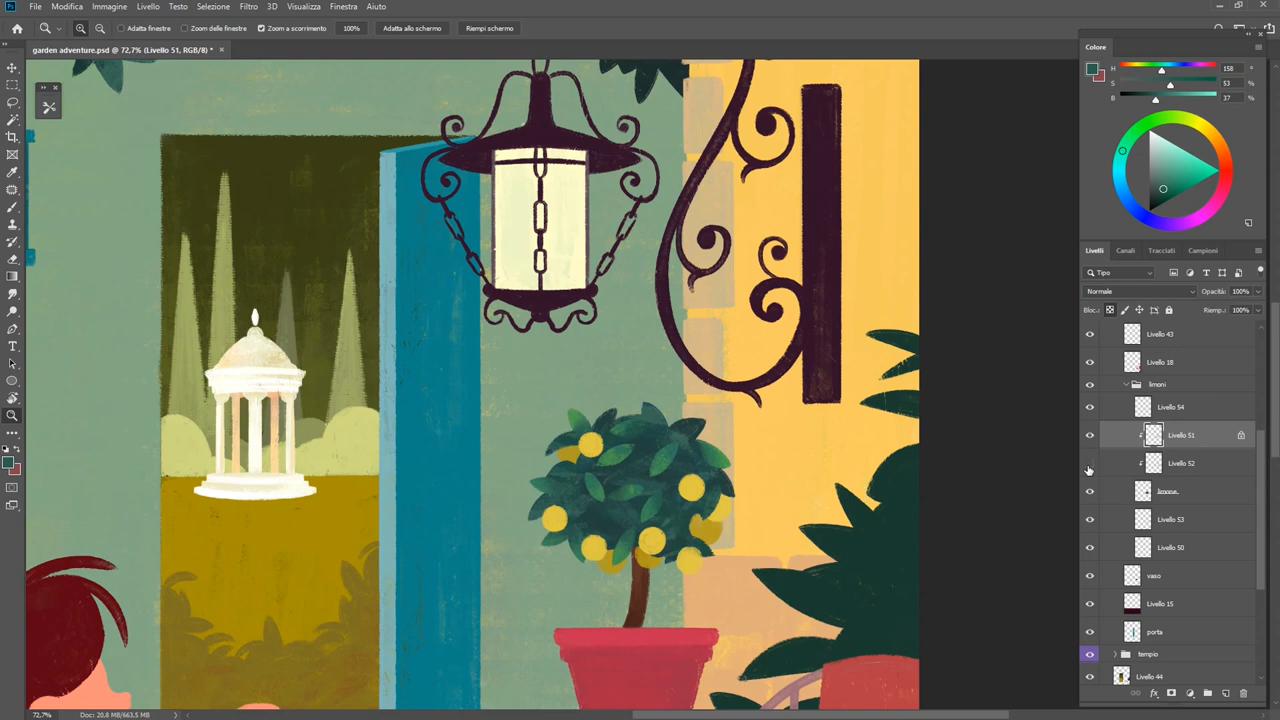 Ps File Modifica Immagine Livello Testo Selezione Filtro 3D Visualizza Finestra Aiuto
Adatta finestre Zoom delle finestre Zoom a scorrimento 100% Adatta allo schermo Riempi schermo
garden adventure.psd @ 72,7% (Livello 51, RGB/8) *
Colore
H 158 °
S 53 %
B 37 %
Livelli Canali Tracciati Campioni
Tipo
Normale Opacità: 100%
Bloc.: Riemp.: 100%
Livello 43
Livello 18
limoni
Livello 54
Livello 51
Livello 52
limone
Livello 53
Livello 50
vaso
Livello 15
porta
tempio
Livello 44
72,7% Doc: 20,8 MB/663,5 MB